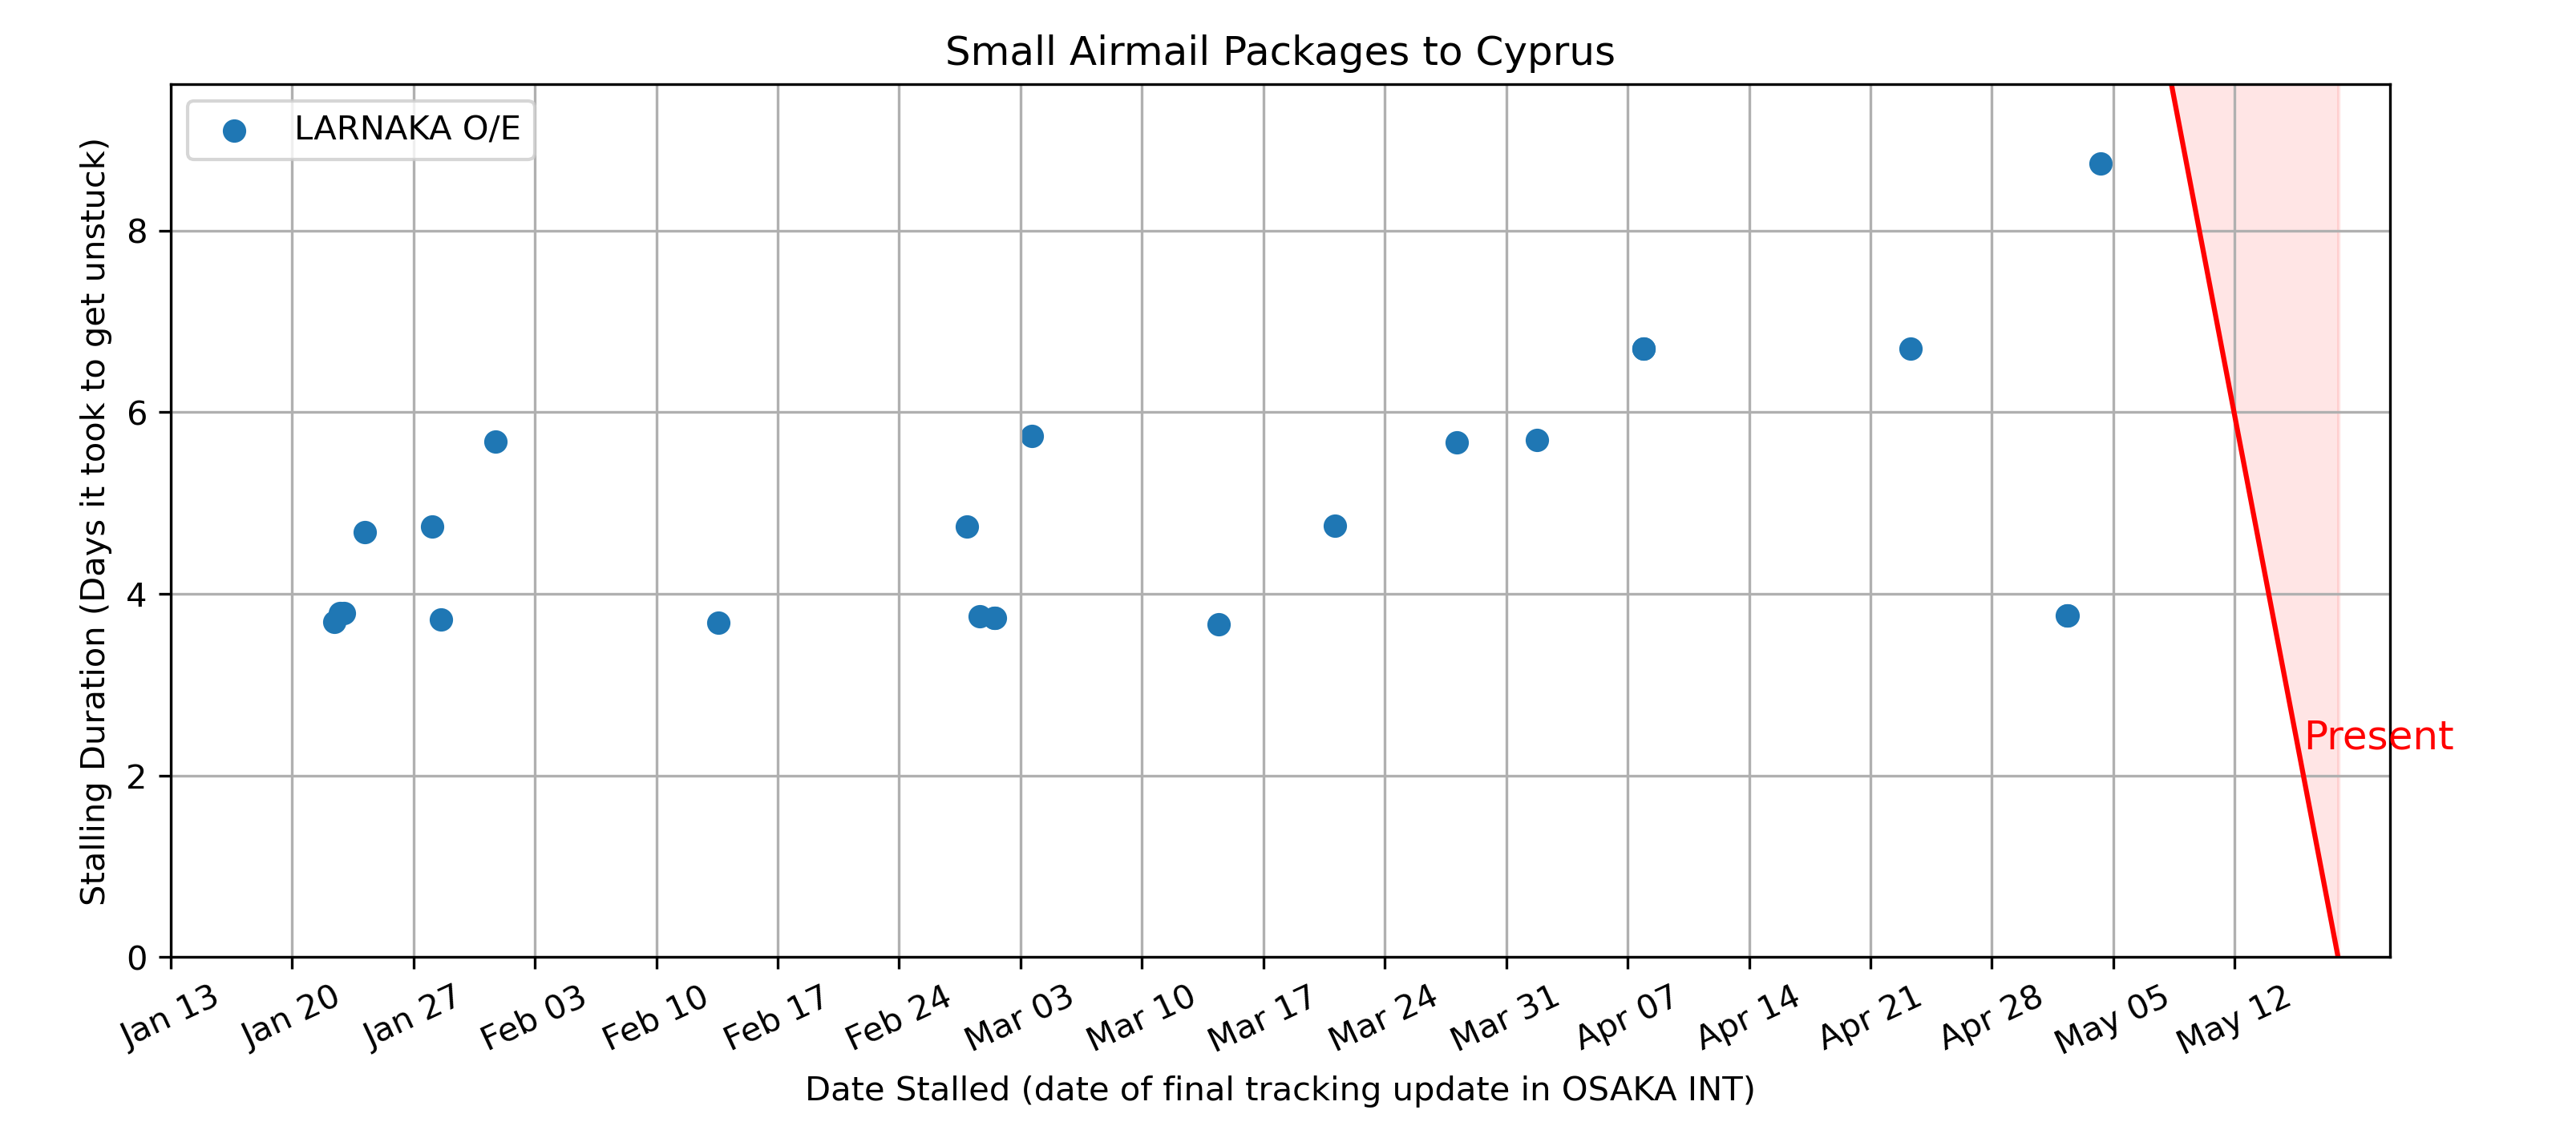 Small Airmail Packages to Cyprus
LARNAKA O/E
Stalling Duration (Days it took to get unstuck)
8
6
4
2
0
Present
Jan 13
Jan 20
Jan 27
Feb 03
Feb 10
Feb 17
Feb 24
Mar 03
Mar 10
Mar 17
Mar 24
Mar 31
Apr 07
Apr 14
Apr 21
Apr 28
May 05
May 12
Date Stalled (date of final tracking update in OSAKA INT)